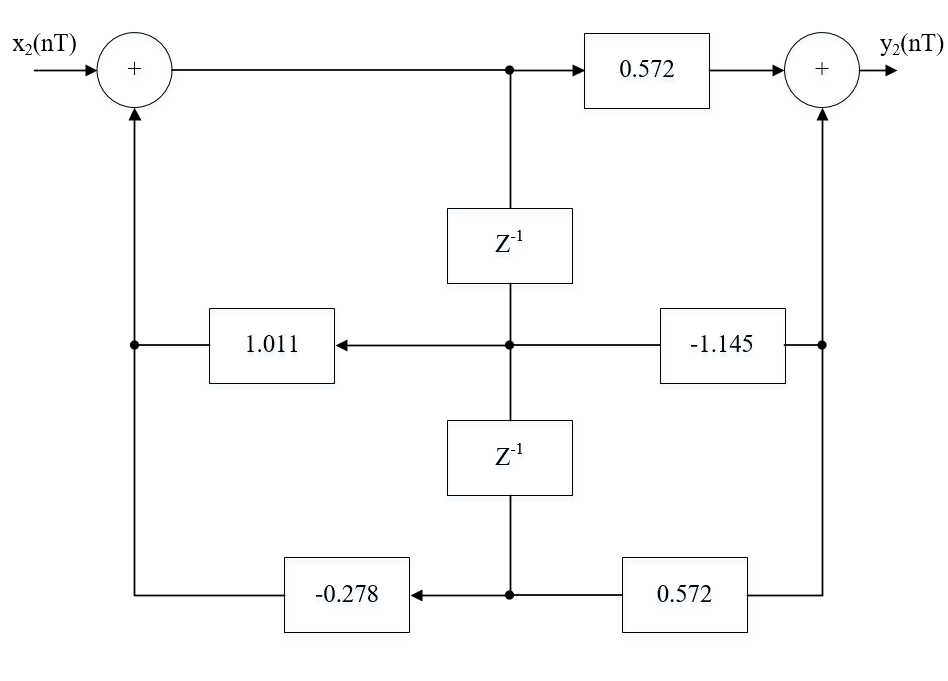 x₂(nT)
+
0.572
+
y₂(nT)
Z⁻¹
1.011
-1.145
Z⁻¹
-0.278
0.572